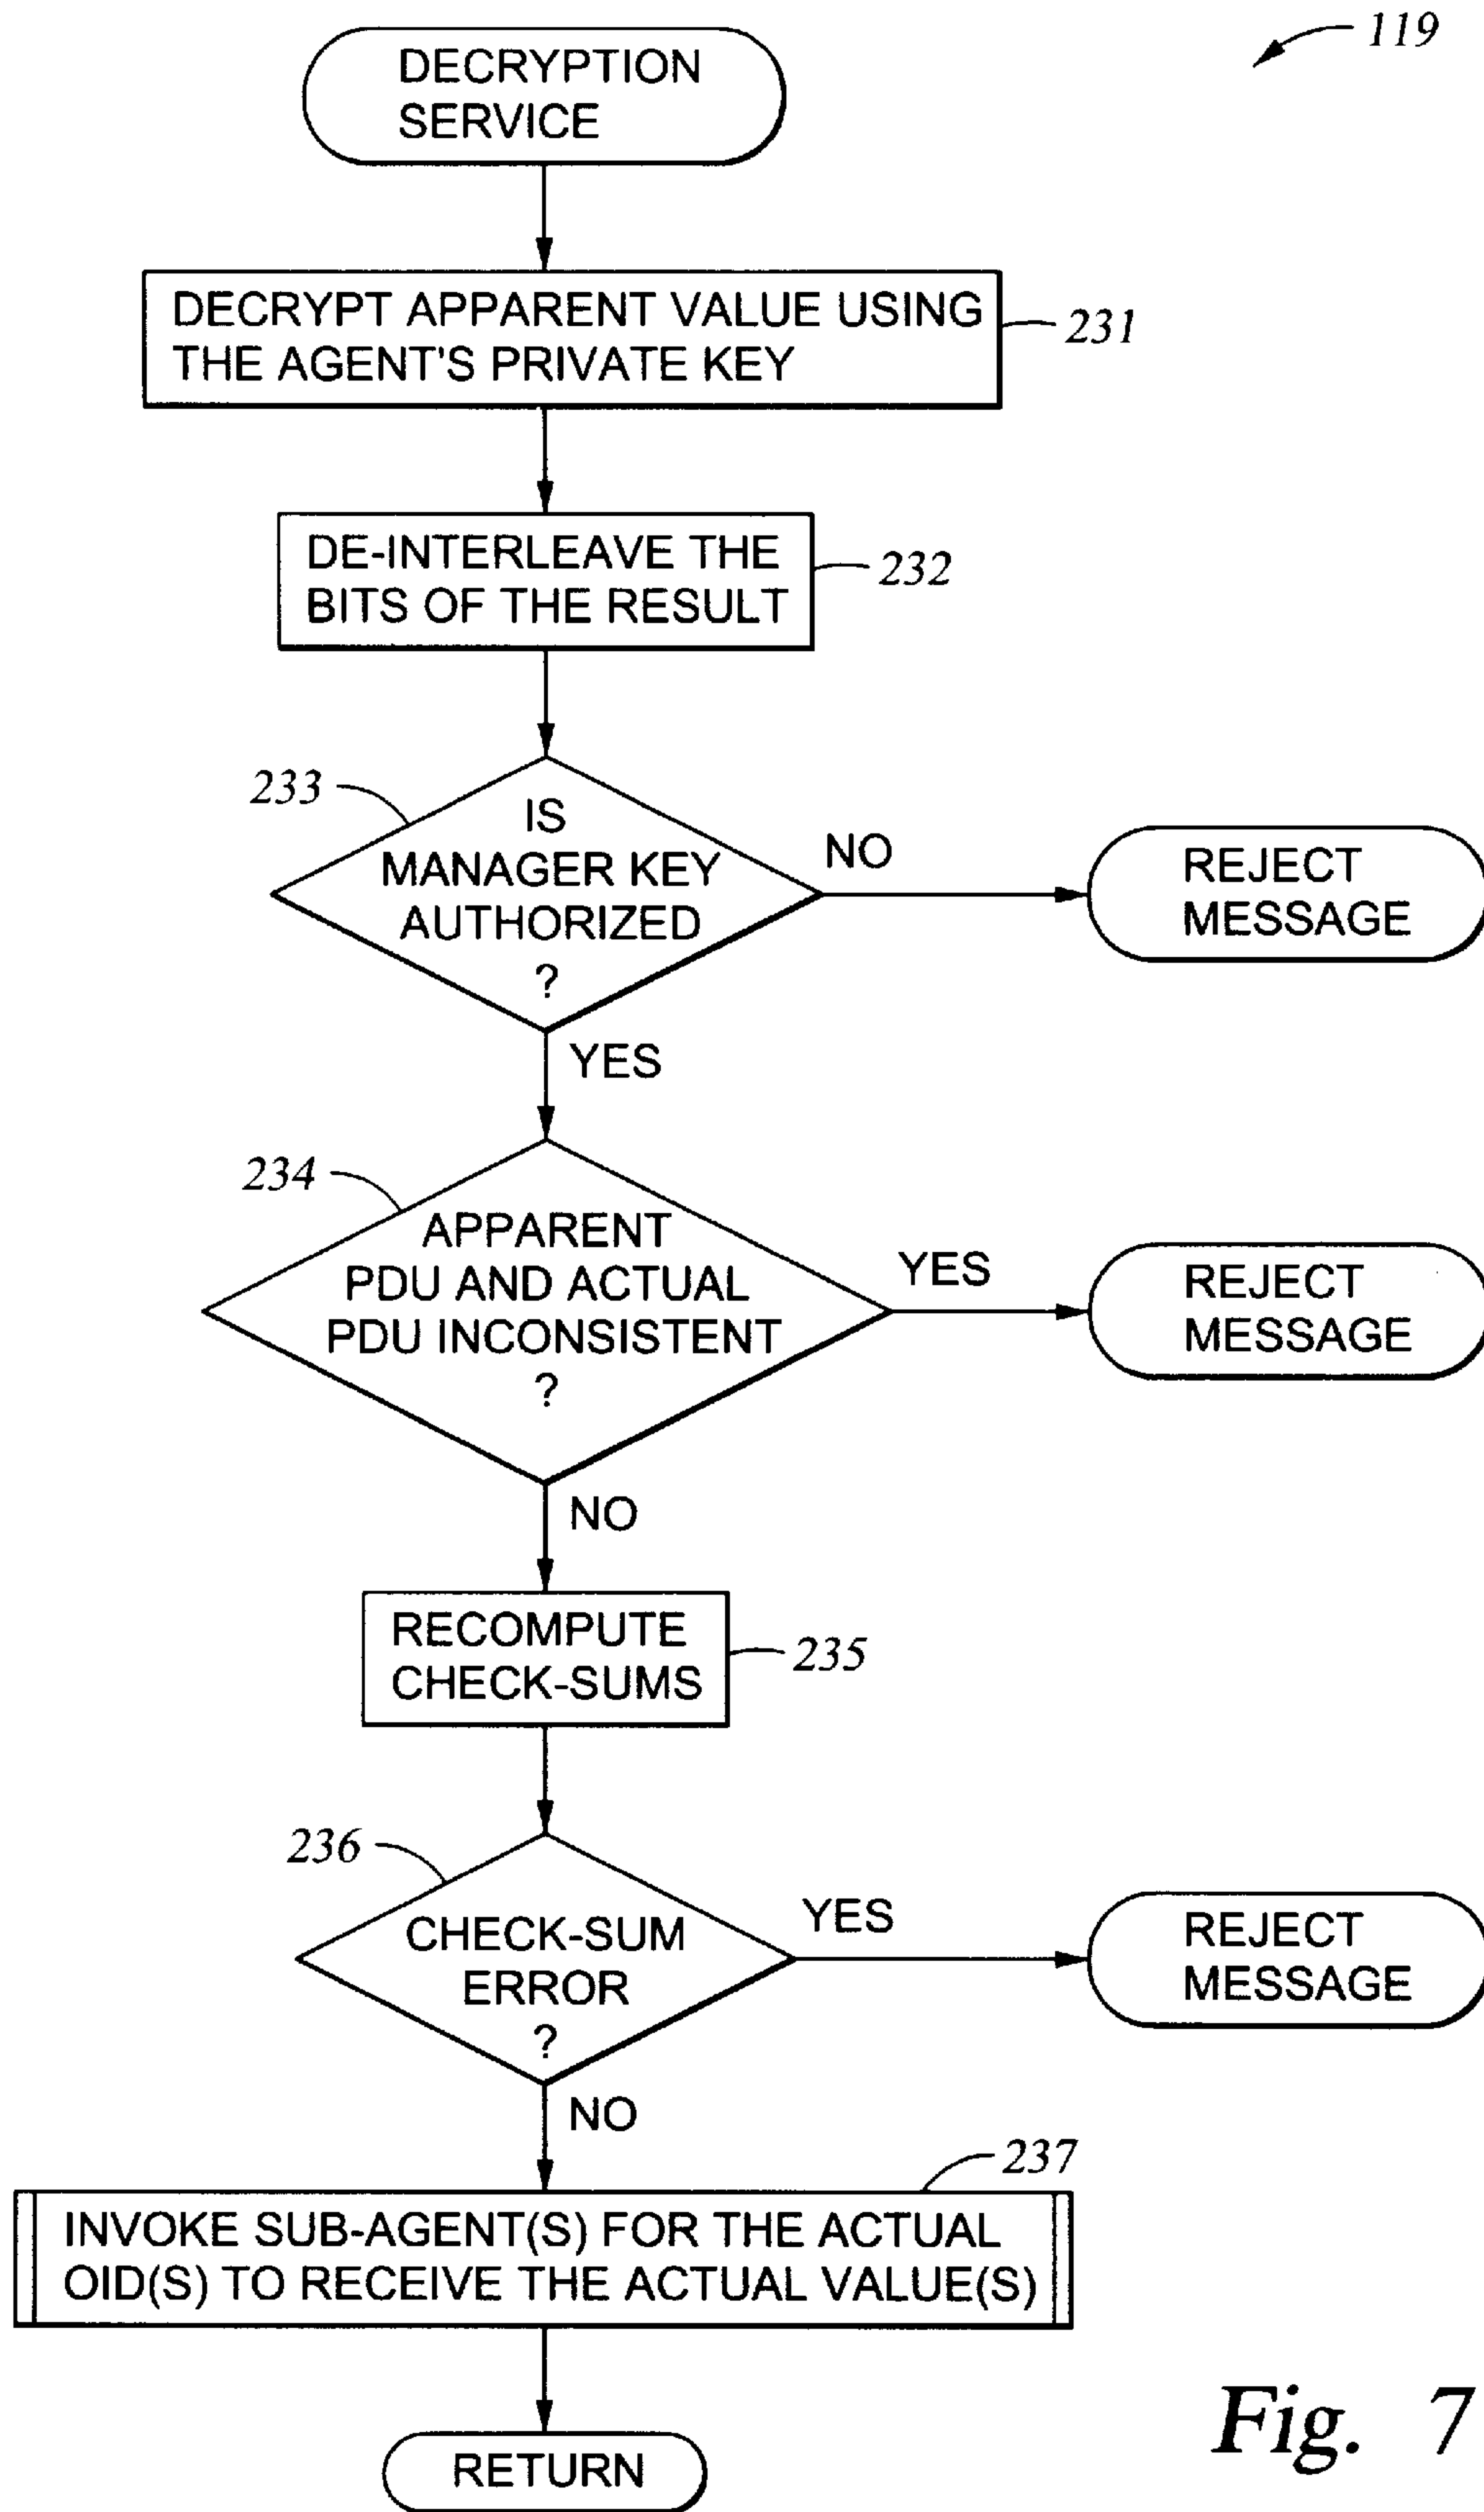 119
DECRYPTION
SERVICE
DECRYPT APPARENT VALUE USING
THE AGENT'S PRIVATE KEY
231
DE-INTERLEAVE THE
BITS OF THE RESULT
232
233
IS
MANAGER KEY
AUTHORIZED
?
NO
REJECT
MESSAGE
YES
234
APPARENT
PDU AND ACTUAL
PDU INCONSISTENT
?
YES
REJECT
MESSAGE
NO
RECOMPUTE
CHECK-SUMS
235
236
CHECK-SUM
ERROR
?
YES
REJECT
MESSAGE
NO
237
INVOKE SUB-AGENT(S) FOR THE ACTUAL
OID(S) TO RECEIVE THE ACTUAL VALUE(S)
RETURN
Fig. 7